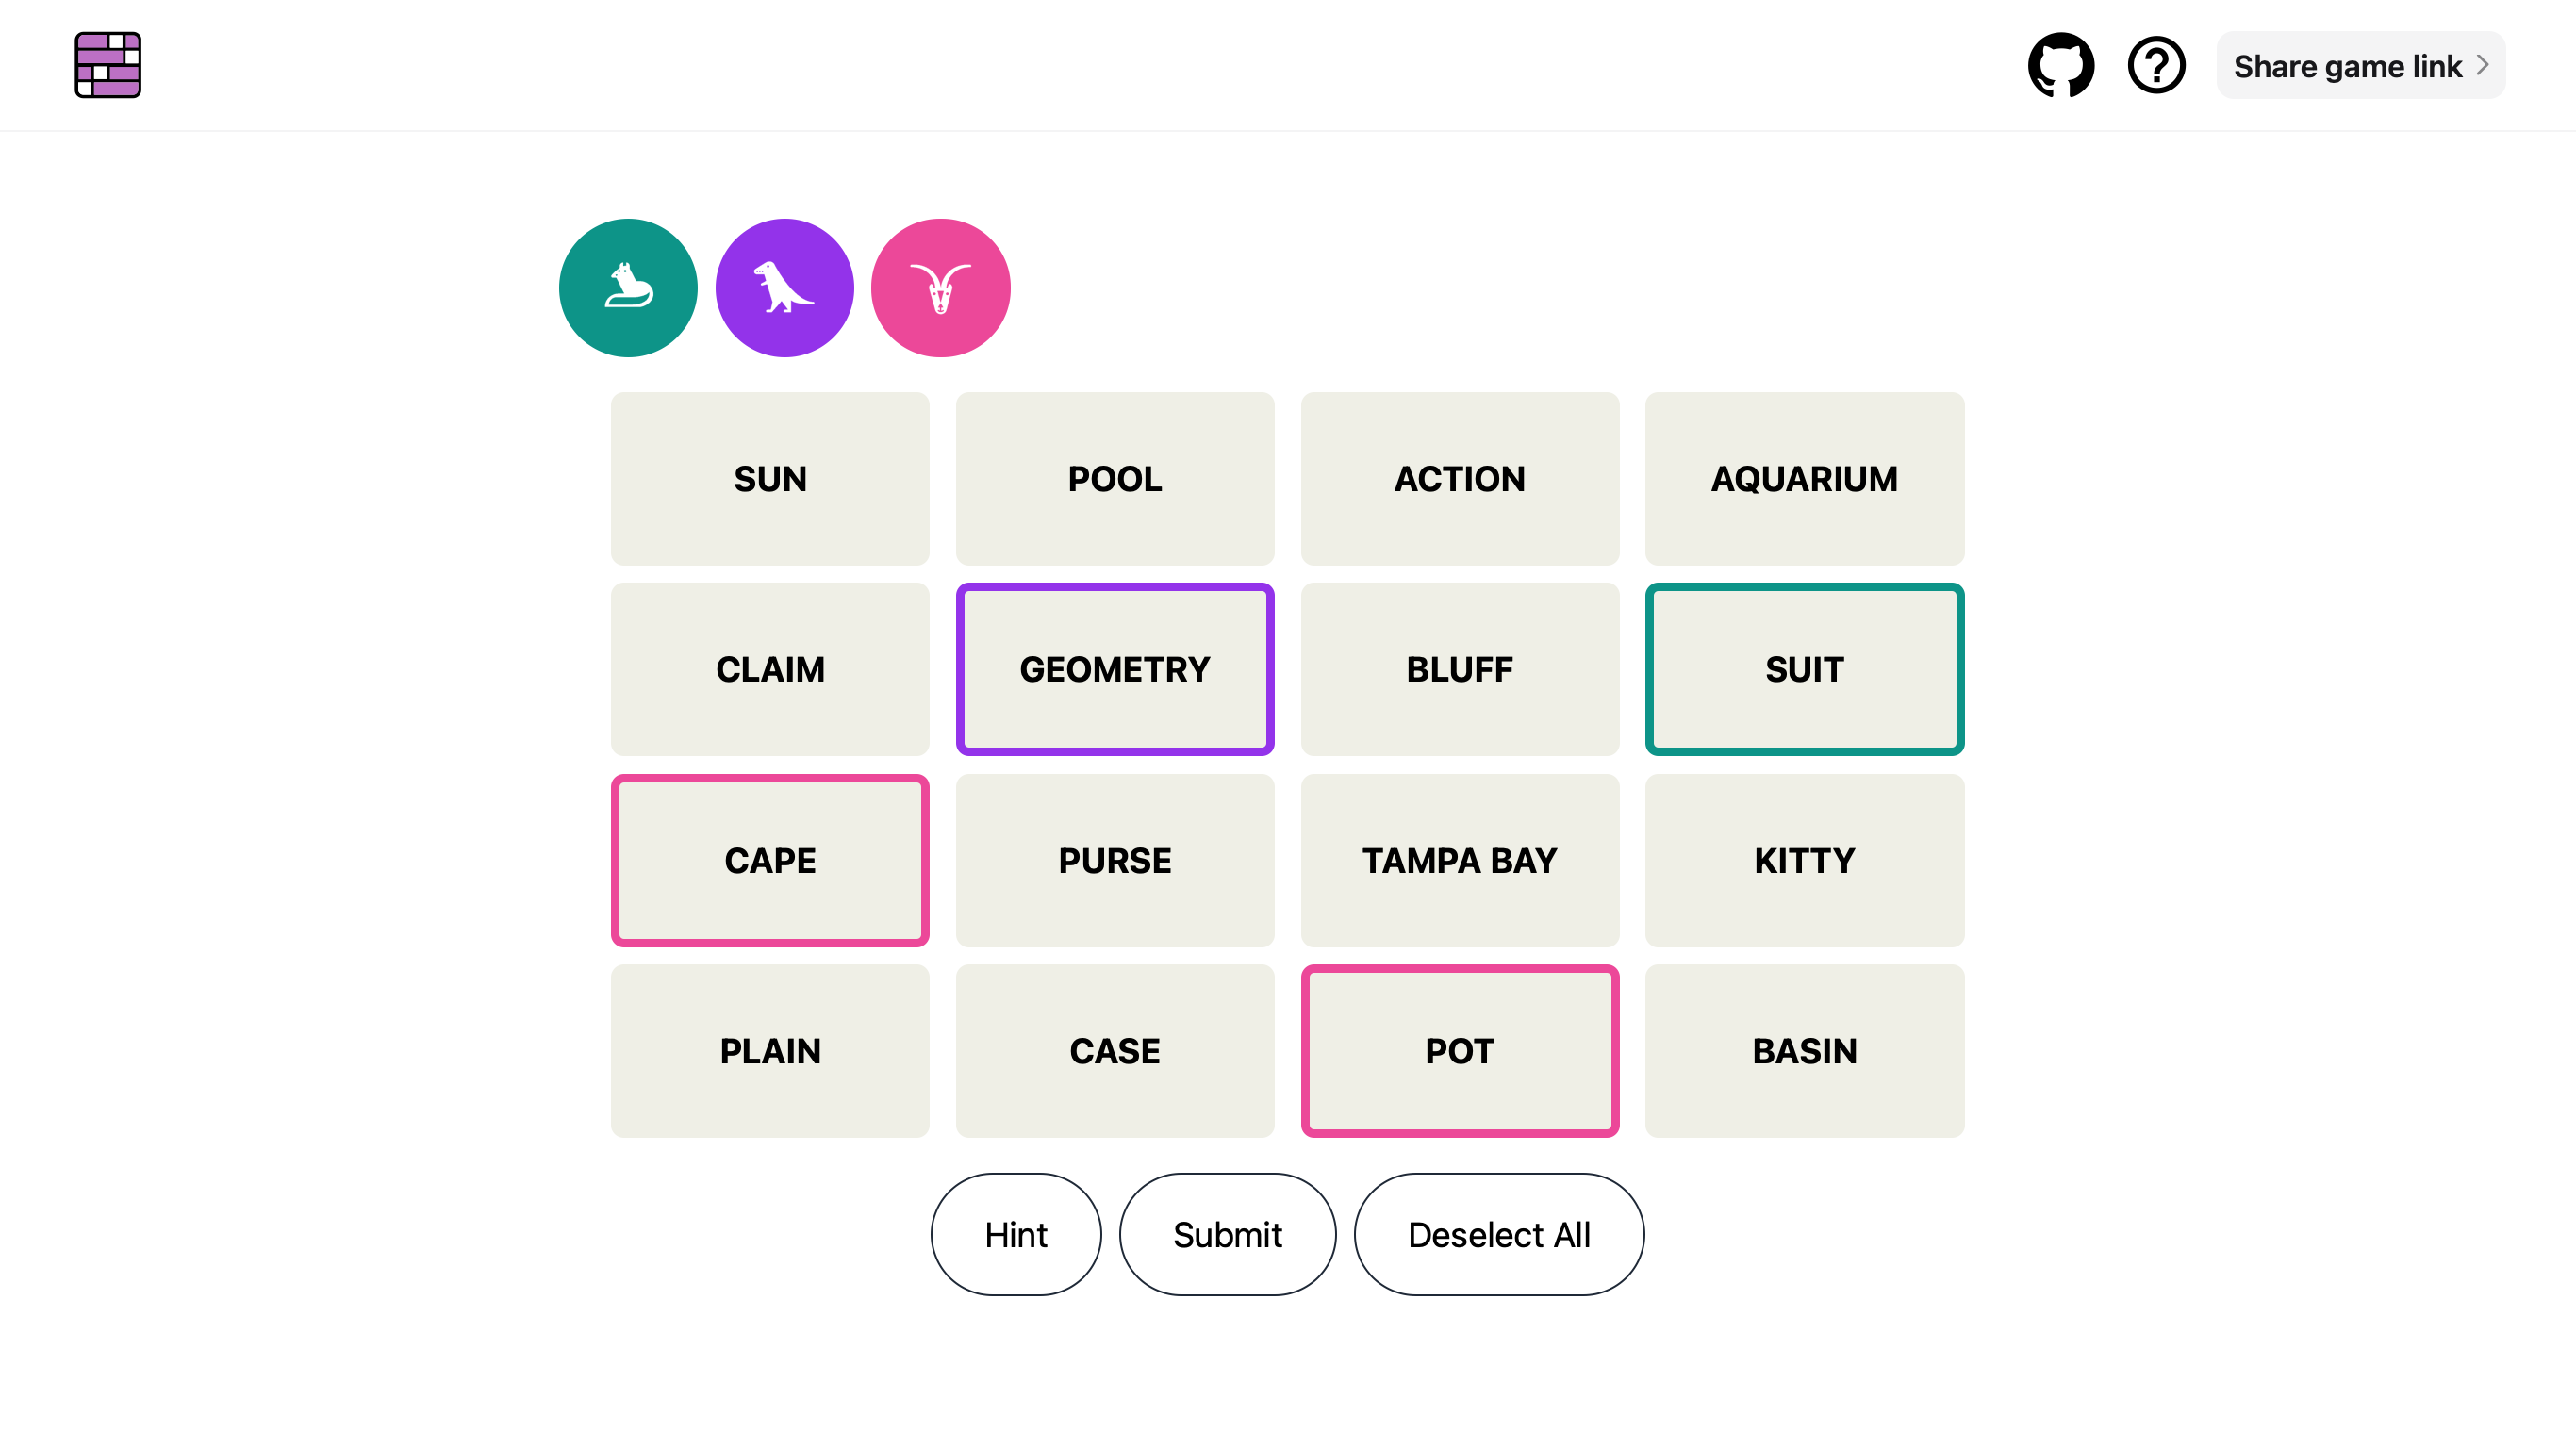 Share game link
SUN
POOL
ACTION
AQUARIUM
CLAIM
GEOMETRY
BLUFF
SUIT
CAPE
PURSE
TAMPA BAY
KITTY
PLAIN
CASE
POT
BASIN
Hint
Submit
Deselect All